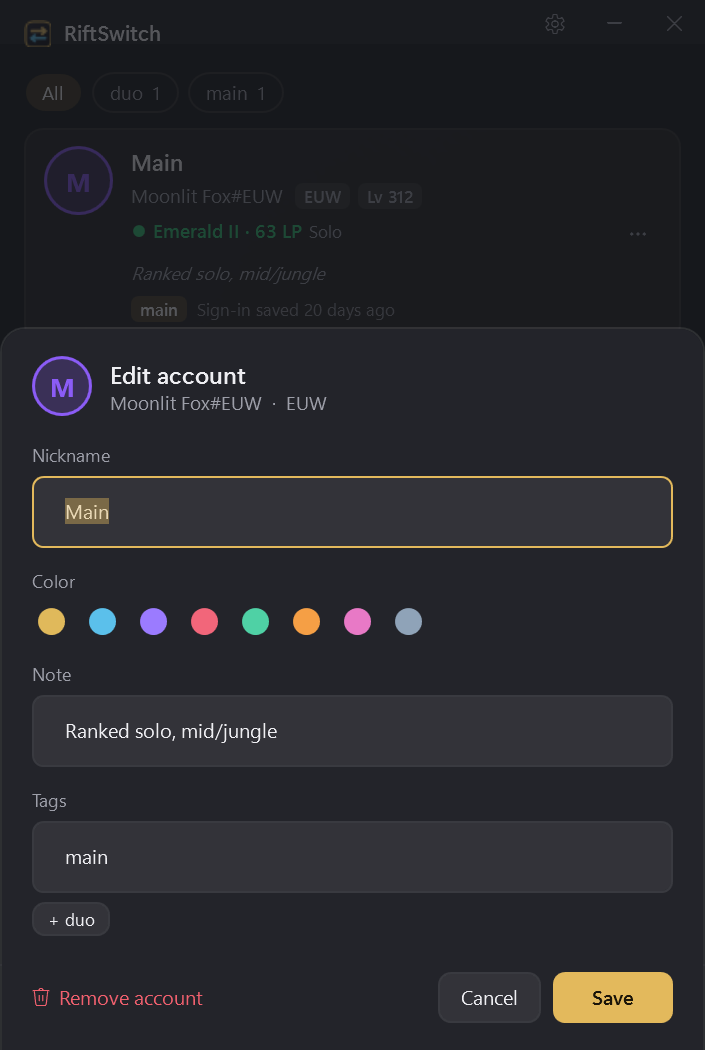 RiftSwitch
All duo 1 main 1
M
Main
Moonlit Fox#EUW EUW Lv 312
Emerald II · 63 LP Solo
Ranked solo, mid/jungle
main Sign-in saved 20 days ago
M
Edit account
Moonlit Fox#EUW · EUW
Nickname
Main
Color
Note
Ranked solo, mid/jungle
Tags
main
+ duo
Remove account Cancel Save